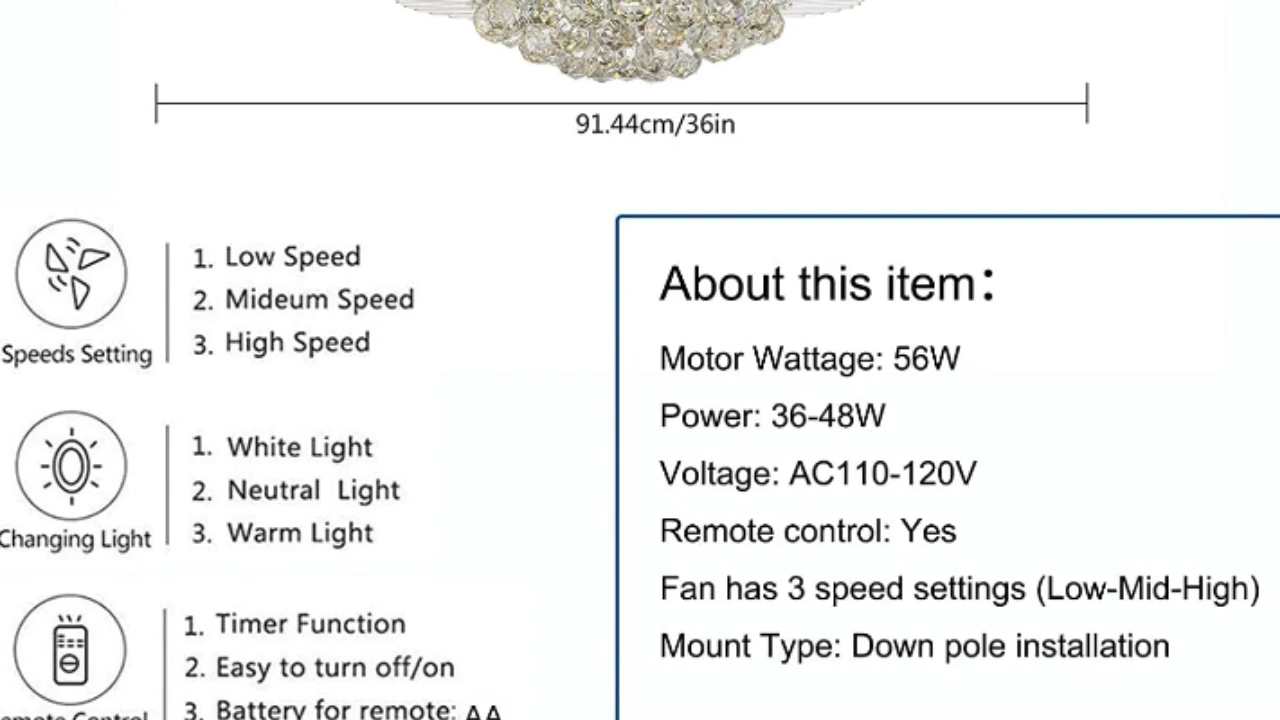 91.44cm/36in
1. Low Speed
2. Mideum Speed
3. High Speed
Speeds Setting
1. White Light
2. Neutral Light
3. Warm Light
Changing Light
1. Timer Function
2. Easy to turn off/on
3. Battery for remote: AA
Control
About this item:
Motor Wattage: 56W
Power: 36-48W
Voltage: AC110-120V
Remote control: Yes
Fan has 3 speed settings (Low-Mid-High)
Mount Type: Down pole installation